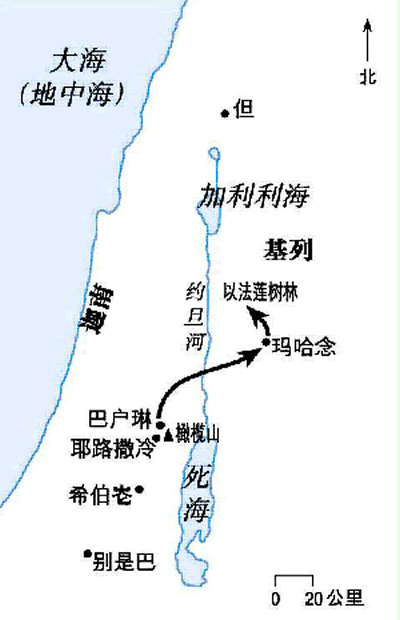 大海
(地中海)
北
但
加利利海
基列
以法莲树林
约旦河
迦南
玛哈念
巴户琳
橄榄山
耶路撒冷
希伯
死海
别是巴
0 20公里